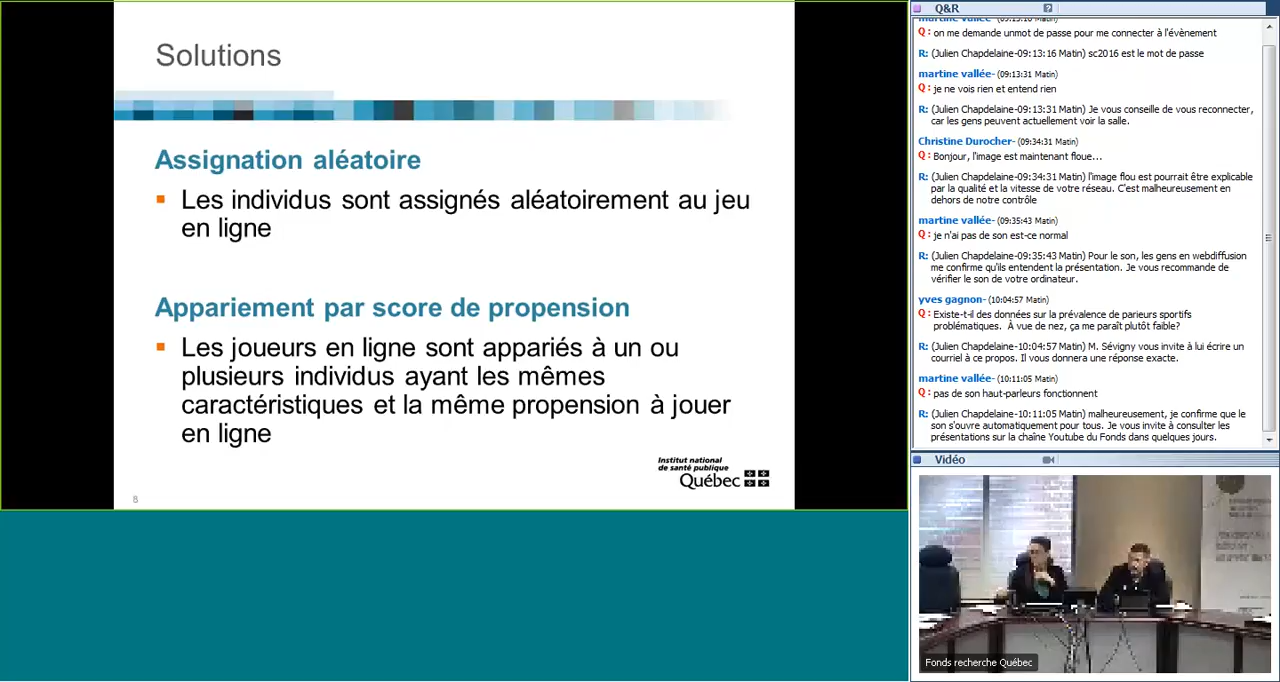 Solutions
Assignation aléatoire
Les individus sont assignés aléatoirement au jeu
en ligne
Appariement par score de propension
Les joueurs en ligne sont appariés à un ou
plusieurs individus ayant les mêmes
caractéristiques et la même propension à jouer
en ligne
Institut national
de santé publique
Québec
8
Q&R
martine vallée- (09:13:16 Matin)
Q : on me demande unmot de passe pour me connecter à l'évènement
R: (Julien Chapdelaine-09:13:16 Matin) sc2016 est le mot de passe
martine vallée- (09:13:31 Matin)
Q : je ne vois rien et entend rien
R: (Julien Chapdelaine-09:13:31 Matin) Je vous conseille de vous reconnecter,
car les gens peuvent actuellement voir la salle.
Christine Durocher- (09:34:31 Matin)
Q : Bonjour, l'image est maintenant floue...
R: (Julien Chapdelaine-09:34:31 Matin) l'image flou est pourrait être explicable
par la qualité et la vitesse de votre réseau. C'est malheureusement en
dehors de notre contrôle
martine vallée- (09:35:43 Matin)
Q : je n'ai pas de son est-ce normal
R: (Julien Chapdelaine-09:35:43 Matin) Pour le son, les gens en webdiffusion
me confirme qu'ils entendent la présentation. Je vous recommande de
vérifier le son de votre ordinateur.
yves gagnon- (10:04:57 Matin)
Q : Existe-t-il des données sur la prévalence de parieurs sportifs
problématiques. À vue de nez, ça me paraît plutôt faible?
R: (Julien Chapdelaine-10:04:57 Matin) M. Sévigny vous invite à lui écrire un
courriel à ce propos. Il vous donnera une réponse exacte.
martine vallée- (10:11:05 Matin)
Q : pas de son haut-parleurs fonctionnent
R: (Julien Chapdelaine-10:11:05 Matin) malheureusement, je confirme que le
son s'ouvre automatiquement pour tous. Je vous invite à consulter les
présentations sur la chaîne Youtube du Fonds dans quelques jours.
Vidéo
Fonds recherche Québec